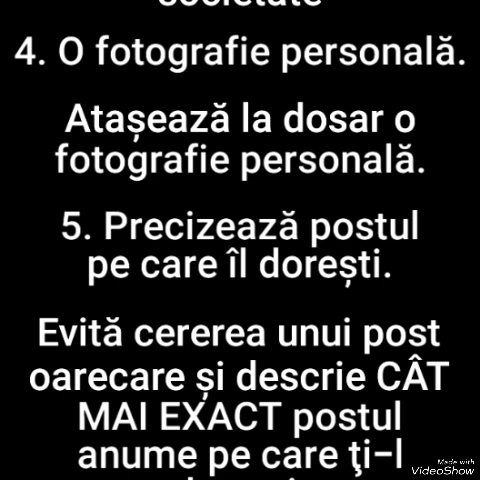 societate
4. O fotografie personală.
Atașează la dosar o
fotografie personală.
5. Precizează postul
pe care îl dorești.
Evită cererea unui post
oarecare și descrie CÂT
MAI EXACT postul
anume pe care ţi-l
Made with
VideoShow